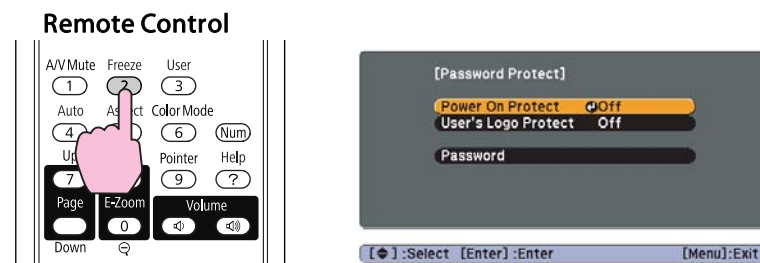 Remote Control
A/V Mute Freeze User
1 2 3
Auto Aspect Color Mode
4 6 Num
Up Pointer Help
7 9 ?
Page E-Zoom Volume
0
Down
[Password Protect]
Power On Protect Off
User's Logo Protect Off
Password
[ ] :Select [Enter] :Enter [Menu]:Exit